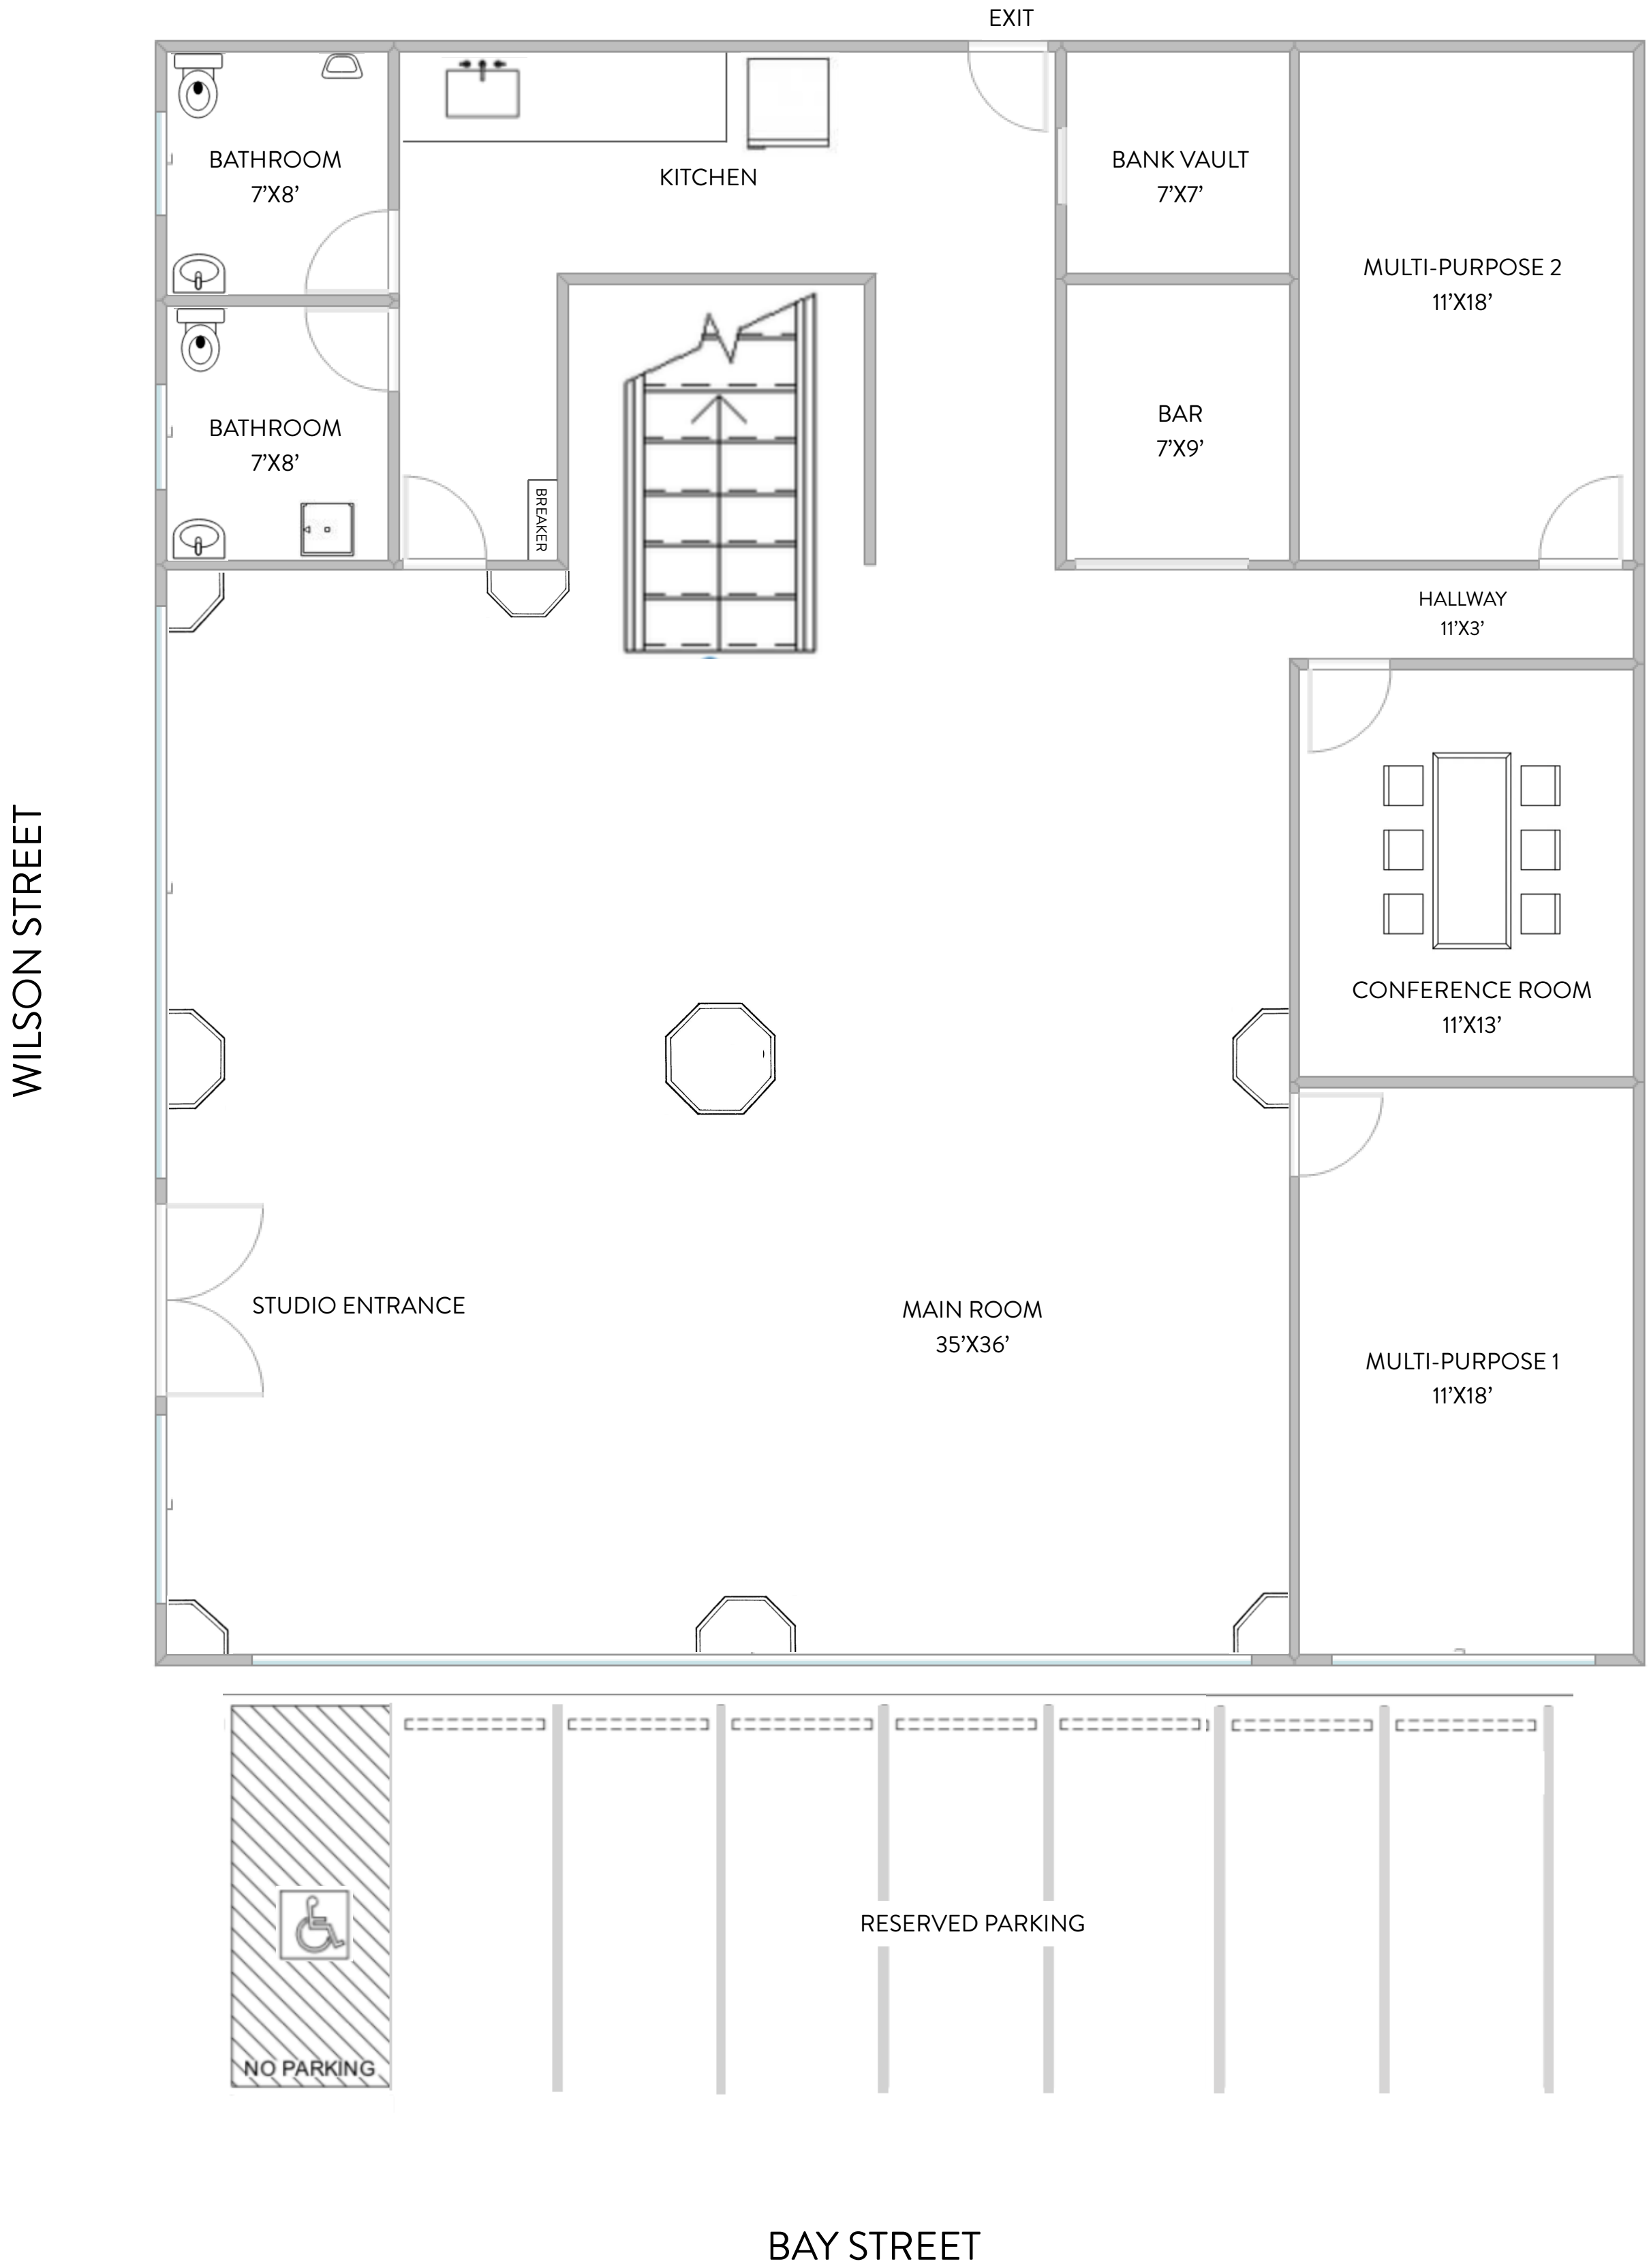 EXIT
BATHROOM
7’X8’
KITCHEN
BANK VAULT
7’X7’
MULTI-PURPOSE 2
11’X18’
BATHROOM
7’X8’
BREAKER
BAR
7’X9’
HALLWAY
11’X3’
WILSON STREET
CONFERENCE ROOM
11’X13’
STUDIO ENTRANCE
MAIN ROOM
35’X36’
MULTI-PURPOSE 1
11’X18’
RESERVED PARKING
NO PARKING
BAY STREET